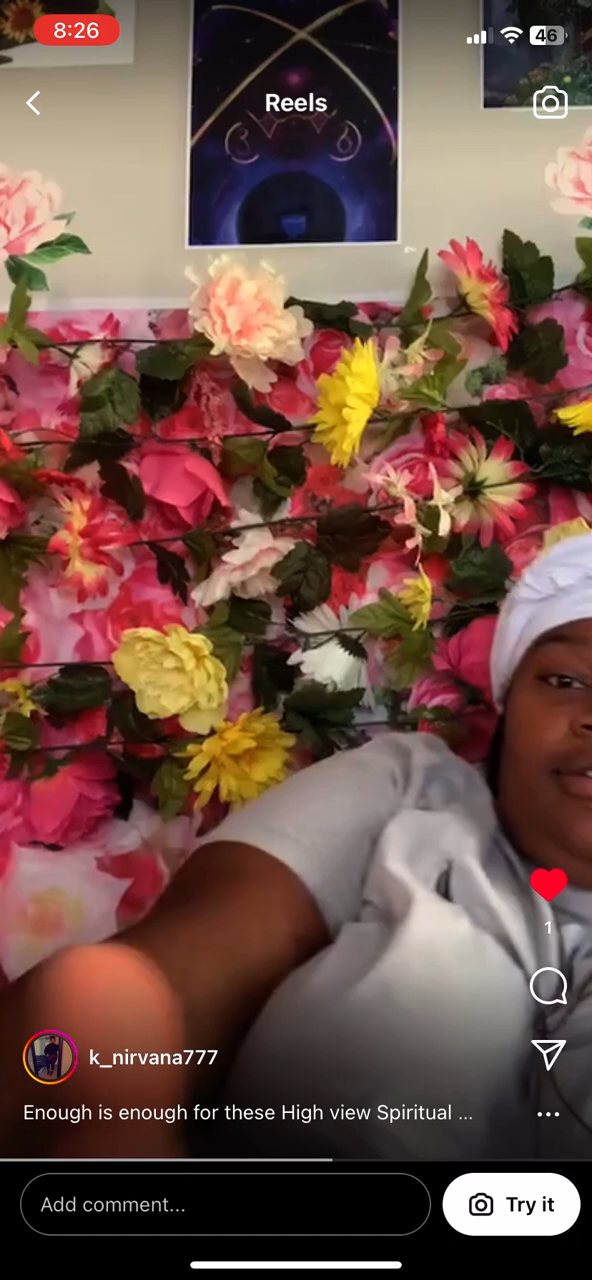 8:26
46
Reels
1
k_nirvana777
Enough is enough for these High view Spiritual ...
Add comment...
Try it